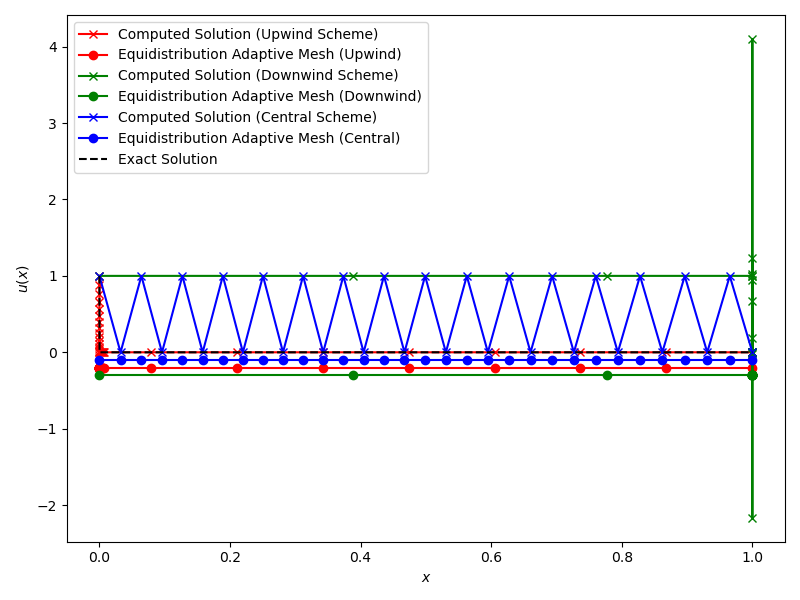 Computed Solution (Upwind Scheme)
Equidistribution Adaptive Mesh (Upwind)
Computed Solution (Downwind Scheme)
Equidistribution Adaptive Mesh (Downwind)
Computed Solution (Central Scheme)
Equidistribution Adaptive Mesh (Central)
Exact Solution
4
3
2
1
0
−1
−2
u(x)
0.0 0.2 0.4 0.6 0.8 1.0
x